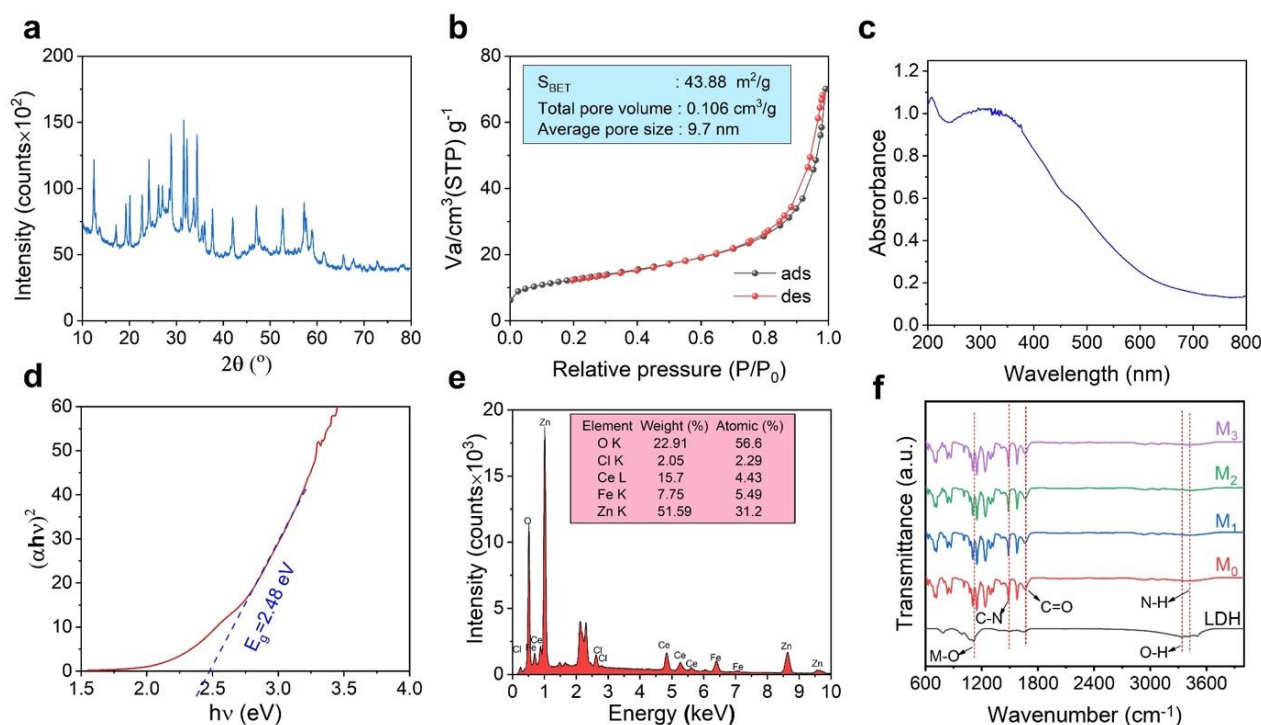 a
Intensity (counts×10²)
200
150
100
50
0
10 20 30 40 50 60 70 80
2θ (°)
b
Va/cm³(STP) g⁻¹
80
60
40
20
0
S_BET : 43.88 m²/g
Total pore volume : 0.106 cm³/g
Average pore size : 9.7 nm
ads
des
0.0 0.2 0.4 0.6 0.8 1.0
Relative pressure (P/P₀)
c
Absrorbance
1.2
1.0
0.8
0.6
0.4
0.2
0.0
200 300 400 500 600 700 800
Wavelength (nm)
d
(αhν)²
60
50
40
30
20
10
0
E_g=2.48 eV
1.5 2.0 2.5 3.0 3.5 4.0
hν (eV)
e
Intensity (counts×10³)
20
15
10
5
0
Element Weight (%) Atomic (%)
O K 22.91 56.6
Cl K 2.05 2.29
Ce L 15.7 4.43
Fe K 7.75 5.49
Zn K 51.59 31.2
Zn
O
Ce
Fe
Cl
Ce
Cl
Cl
Ce
Ce
Ce
Fe
Fe
Zn
Zn
0 1 2 3 4 5 6 7 8 9 10
Energy (keV)
f
Transmittance (a.u.)
M₃
M₂
M₁
M₀
N-H
C=O
C-N
LDH
M-O
O-H
600 1200 1800 2400 3000 3600
Wavenumber (cm⁻¹)